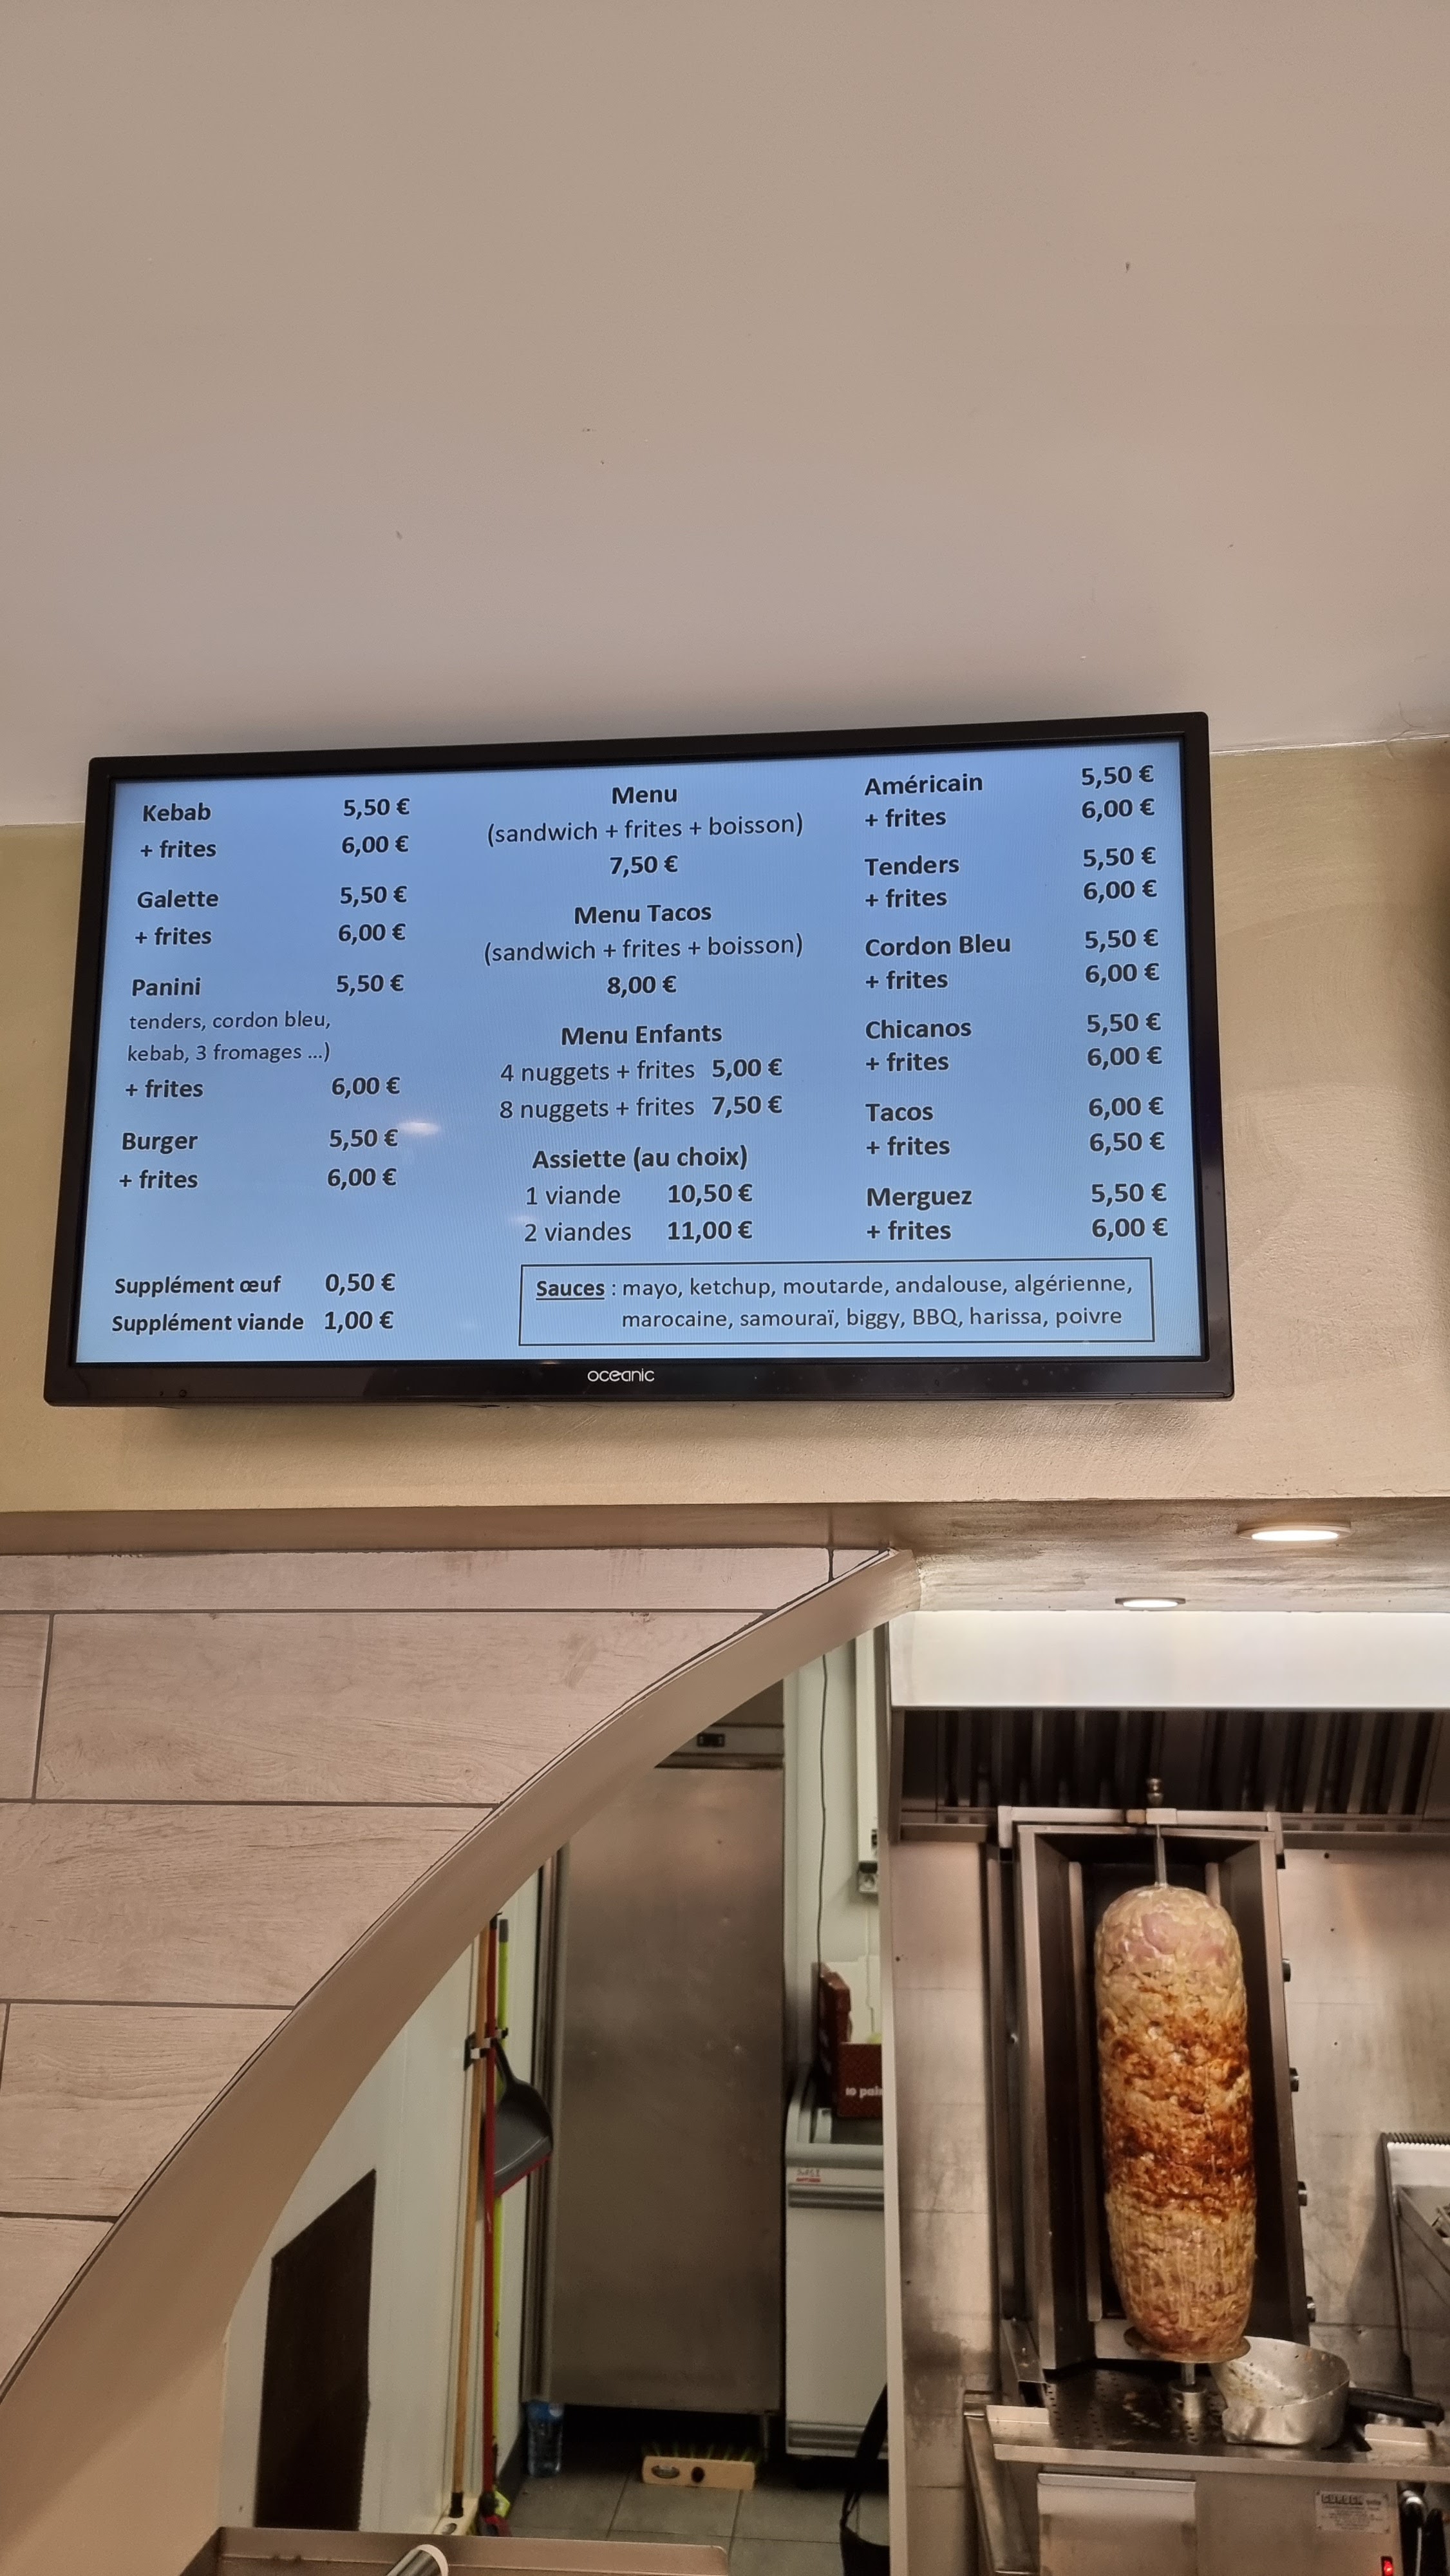 Kebab 5,50 €
+ frites 6,00 €
Galette 5,50 €
+ frites 6,00 €
Panini 5,50 €
tenders, cordon bleu,
kebab, 3 fromages ...)
+ frites 6,00 €
Burger 5,50 €
+ frites 6,00 €
Supplément œuf 0,50 €
Supplément viande 1,00 €
Menu
(sandwich + frites + boisson)
7,50 €
Menu Tacos
(sandwich + frites + boisson)
8,00 €
Menu Enfants
4 nuggets + frites 5,00 €
8 nuggets + frites 7,50 €
Assiette (au choix)
1 viande 10,50 €
2 viandes 11,00 €
Américain 5,50 €
+ frites 6,00 €
Tenders 5,50 €
+ frites 6,00 €
Cordon Bleu 5,50 €
+ frites 6,00 €
Chicanos 5,50 €
+ frites 6,00 €
Tacos 6,00 €
+ frites 6,50 €
Merguez 5,50 €
+ frites 6,00 €
Sauces : mayo, ketchup, moutarde, andalouse, algérienne,
marocaine, samouraï, biggy, BBQ, harissa, poivre
oceanic